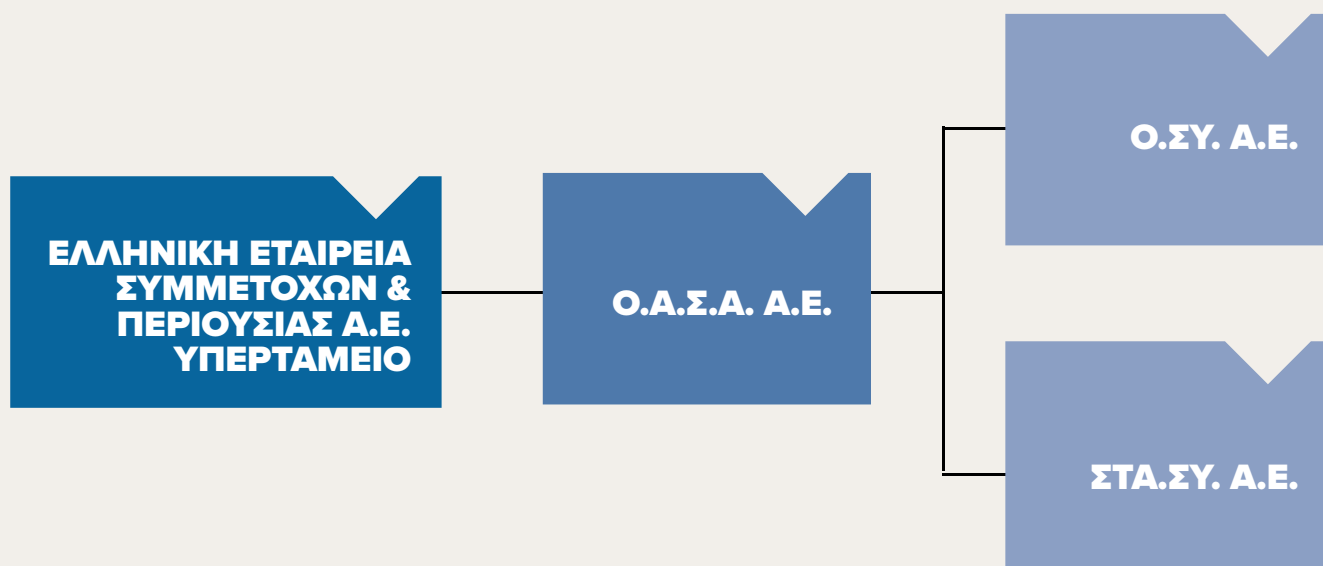 ΕΛΛΗΝΙΚΗ ΕΤΑΙΡΕΙΑ
ΣΥΜΜΕΤΟΧΩΝ &
ΠΕΡΙΟΥΣΙΑΣ Α.Ε.
ΥΠΕΡΤΑΜΕΙΟ
Ο.Α.Σ.Α. Α.Ε.
Ο.ΣΥ. Α.Ε.
ΣΤΑ.ΣΥ. Α.Ε.